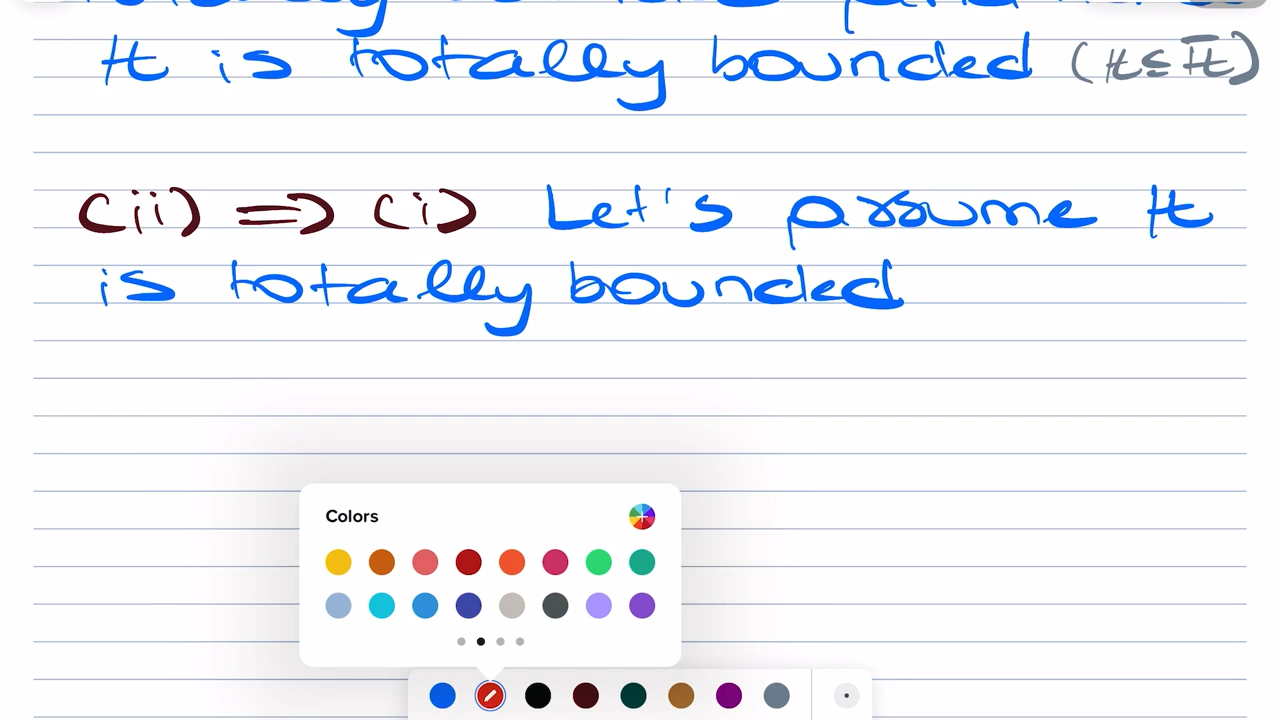 H is totally bounded (H ⊆ H̅)
(ii) => (i) Let's assume H
is totally bounded
Colors